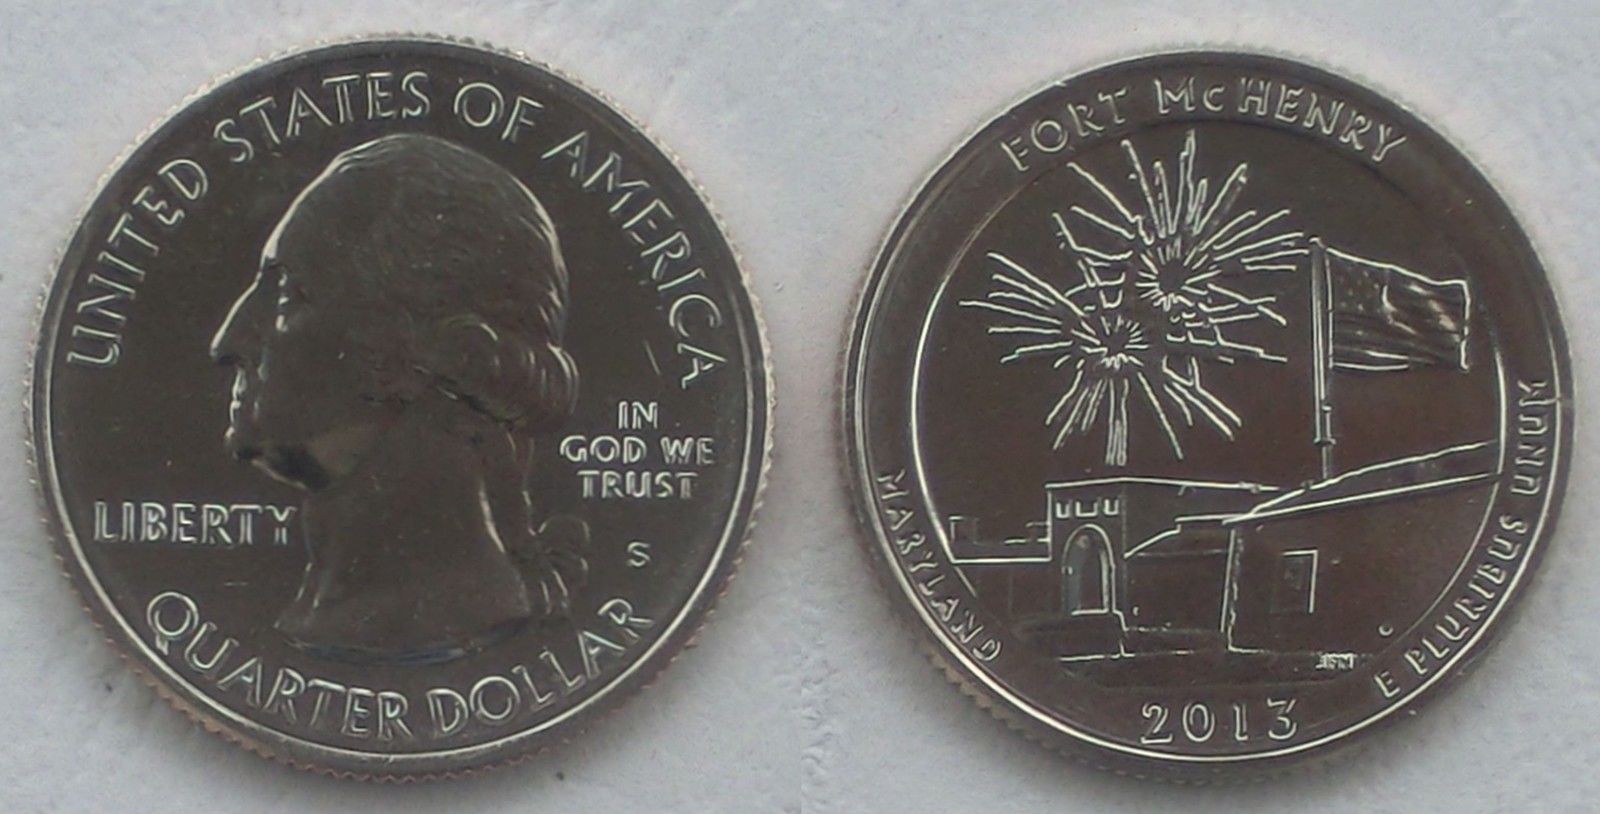 UNITED STATES OF AMERICA
LIBERTY
IN
GOD WE
TRUST
S
QUARTER DOLLAR
FORT McHENRY
MARYLAND
2013
E PLURIBUS UNUM